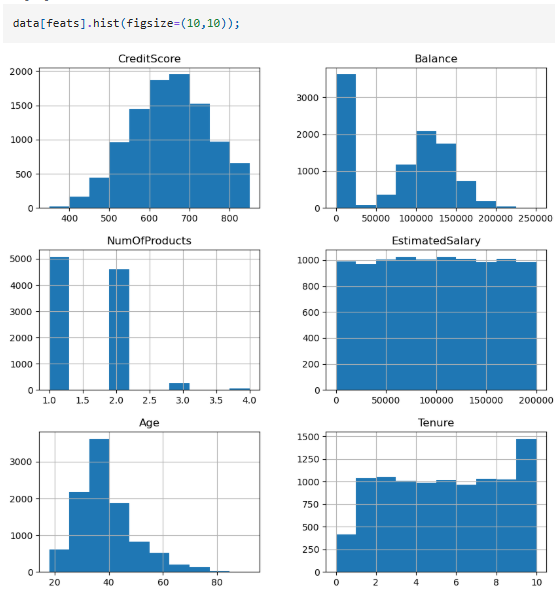 data[feats].hist(figsize=(10,10));
CreditScore
2000
1500
1000
500
0
400 500 600 700 800
Balance
3000
2000
1000
0
0 50000 100000 150000 200000 250000
NumOfProducts
5000
4000
3000
2000
1000
0
1.0 1.5 2.0 2.5 3.0 3.5 4.0
EstimatedSalary
1000
800
600
400
200
0
0 50000 100000 150000 200000
Age
3000
2000
1000
0
20 40 60 80
Tenure
1500
1250
1000
750
500
250
0
0 2 4 6 8 10